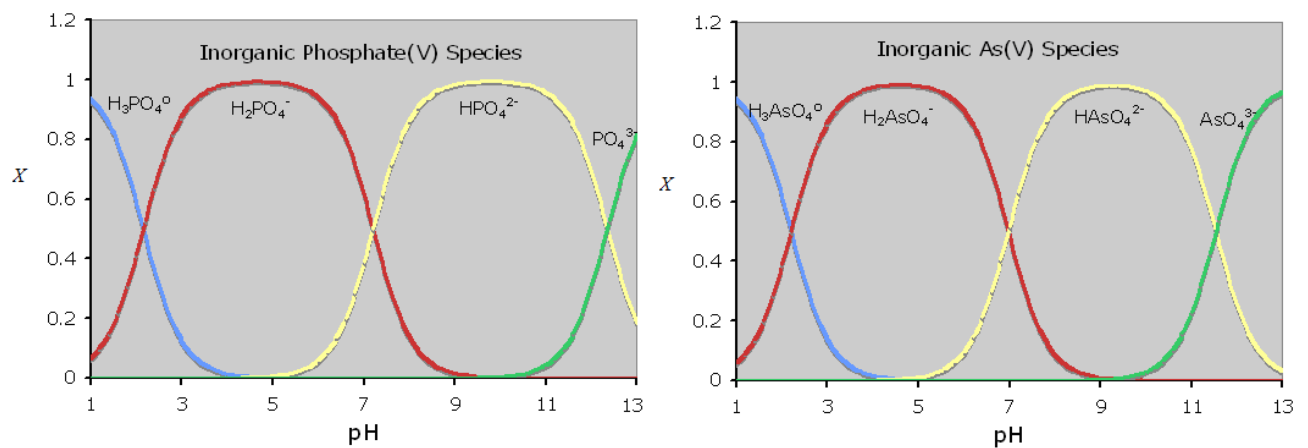 Inorganic Phosphate(V) Species
H₃PO₄⁰ H₂PO₄⁻ HPO₄²⁻ PO₄³⁻
X
1.2
1
0.8
0.6
0.4
0.2
0
1 3 5 7 9 11 13
pH
Inorganic As(V) Species
H₃AsO₄⁰ H₂AsO₄⁻ HAsO₄²⁻ AsO₄³⁻
X
1.2
1
0.8
0.6
0.4
0.2
0
1 3 5 7 9 11 13
pH